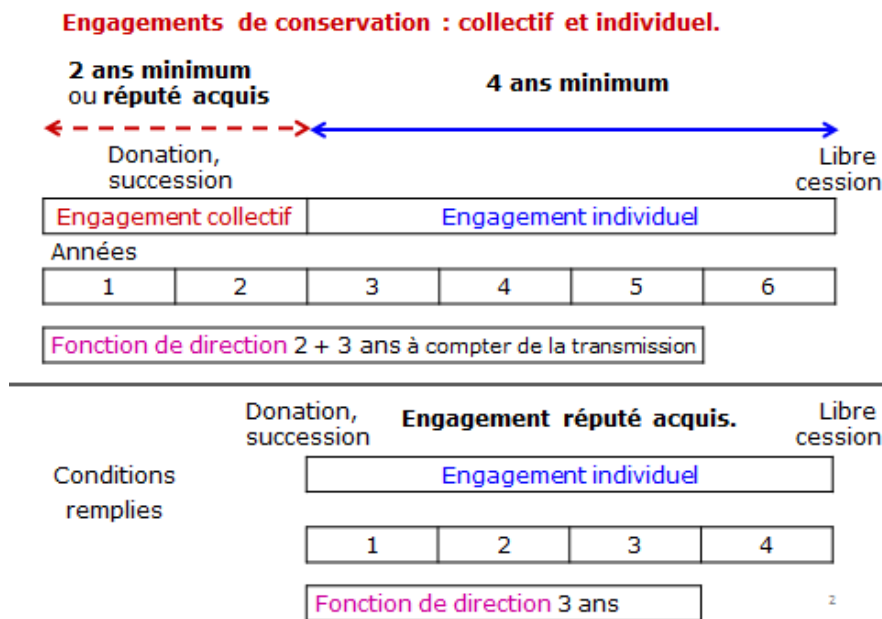 Engagements de conservation : collectif et individuel.
2 ans minimum
ou réputé acquis
4 ans minimum
Donation,
succession
Libre
cession
Engagement collectif
Engagement individuel
Années
1 2 3 4 5 6
Fonction de direction 2 + 3 ans à compter de la transmission
Donation,
succession
Engagement réputé acquis.
Libre
cession
Conditions
remplies
Engagement individuel
1 2 3 4
Fonction de direction 3 ans
2